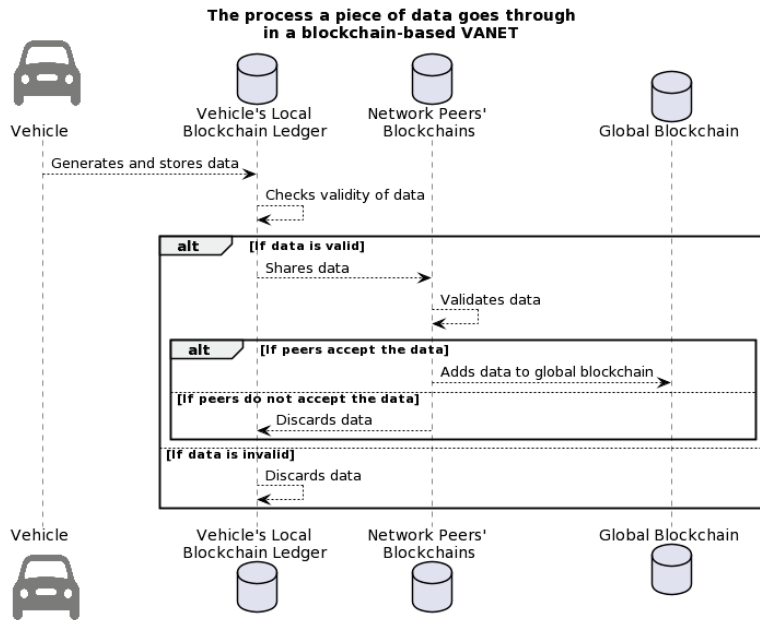 The process a piece of data goes through
in a blockchain-based VANET
Vehicle
Vehicle's Local
Blockchain Ledger
Network Peers'
Blockchains
Global Blockchain
Generates and stores data
Checks validity of data
alt [If data is valid]
Shares data
Validates data
alt [If peers accept the data]
Adds data to global blockchain
[If peers do not accept the data]
Discards data
[If data is invalid]
Discards data
Vehicle
Vehicle's Local
Blockchain Ledger
Network Peers'
Blockchains
Global Blockchain